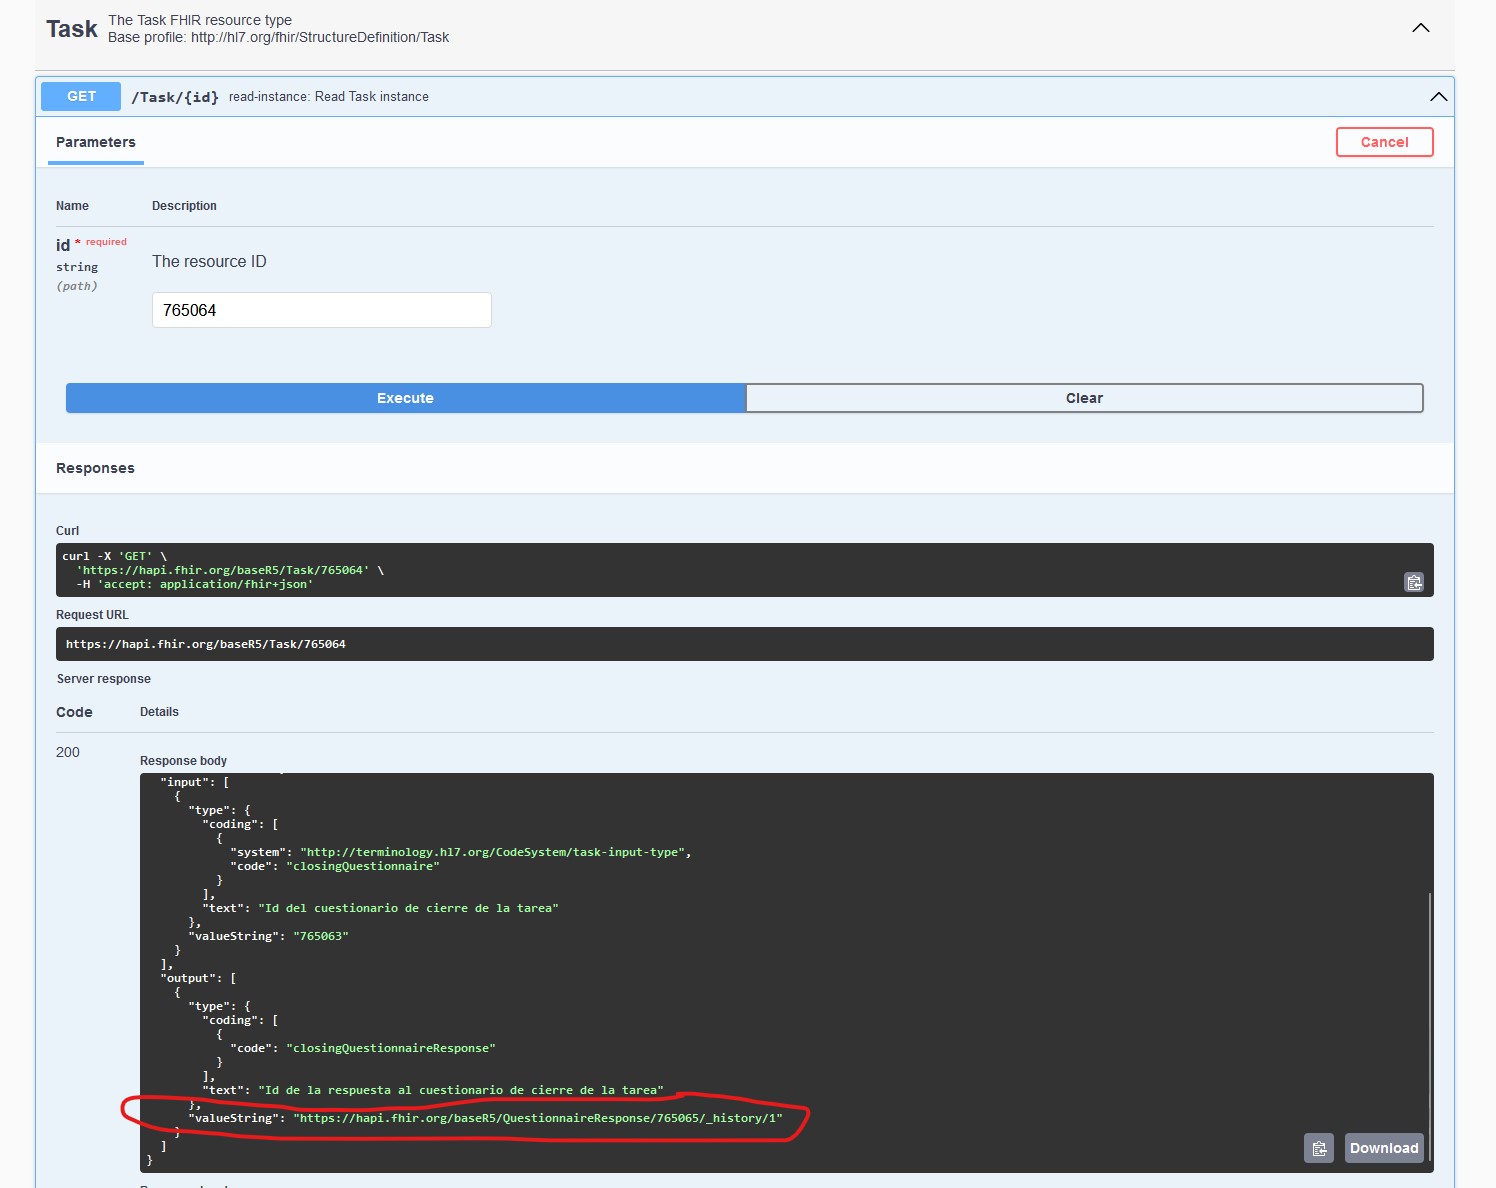 Task
The Task FHIR resource type
Base profile: http://hl7.org/fhir/StructureDefinition/Task
GET /Task/{id} read-instance: Read Task instance
Parameters
Cancel
Name Description
id * required
string
(path)
The resource ID
765064
Execute
Clear
Responses
Curl
curl -X 'GET' \
'https://hapi.fhir.org/baseR5/Task/765064' \
-H 'accept: application/fhir+json'
Request URL
https://hapi.fhir.org/baseR5/Task/765064
Server response
Code Details
200
Response body
"input": [
{
"type": {
"coding": [
{
"system": "http://terminology.hl7.org/CodeSystem/task-input-type",
"code": "closingQuestionnaire"
}
],
"text": "Id del cuestionario de cierre de la tarea"
},
"valueString": "765063"
}
],
"output": [
{
"type": {
"coding": [
{
"code": "closingQuestionnaireResponse"
}
],
"text": "Id de la respuesta al cuestionario de cierre de la tarea"
},
"valueString": "https://hapi.fhir.org/baseR5/QuestionnaireResponse/765065/_history/1"
}
]
}
Download